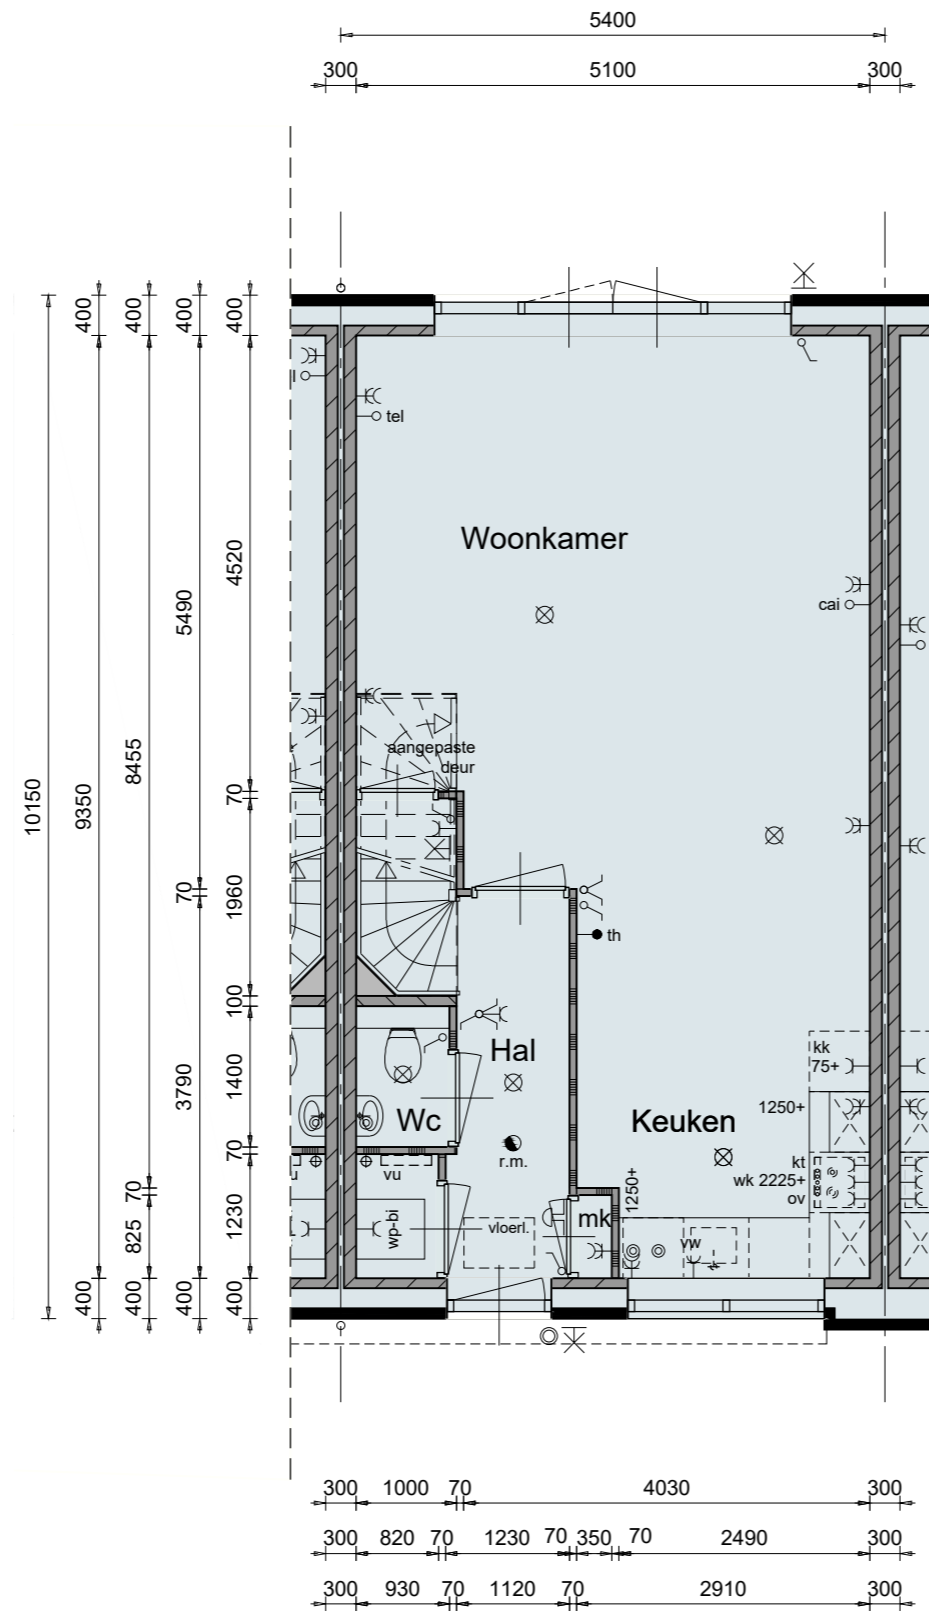 5400
300 5100 300
400 400 400 400
tel
Woonkamer
4520
5490
cai
aangepaste
deur
8455
10150
9350
70
1960
70
th
100
Hal
kk
75+
1400
3790
1250+
Wc
Keuken
r.m.
kt
wk 2225+
ov
70
vu
1250+
70
1230
825
wp-bi
vloerl.
mk
vw
400 400 400 400
300 1000 70 4030 300
300 820 70 1230 70 350 70 2490 300
300 930 70 1120 70 2910 300